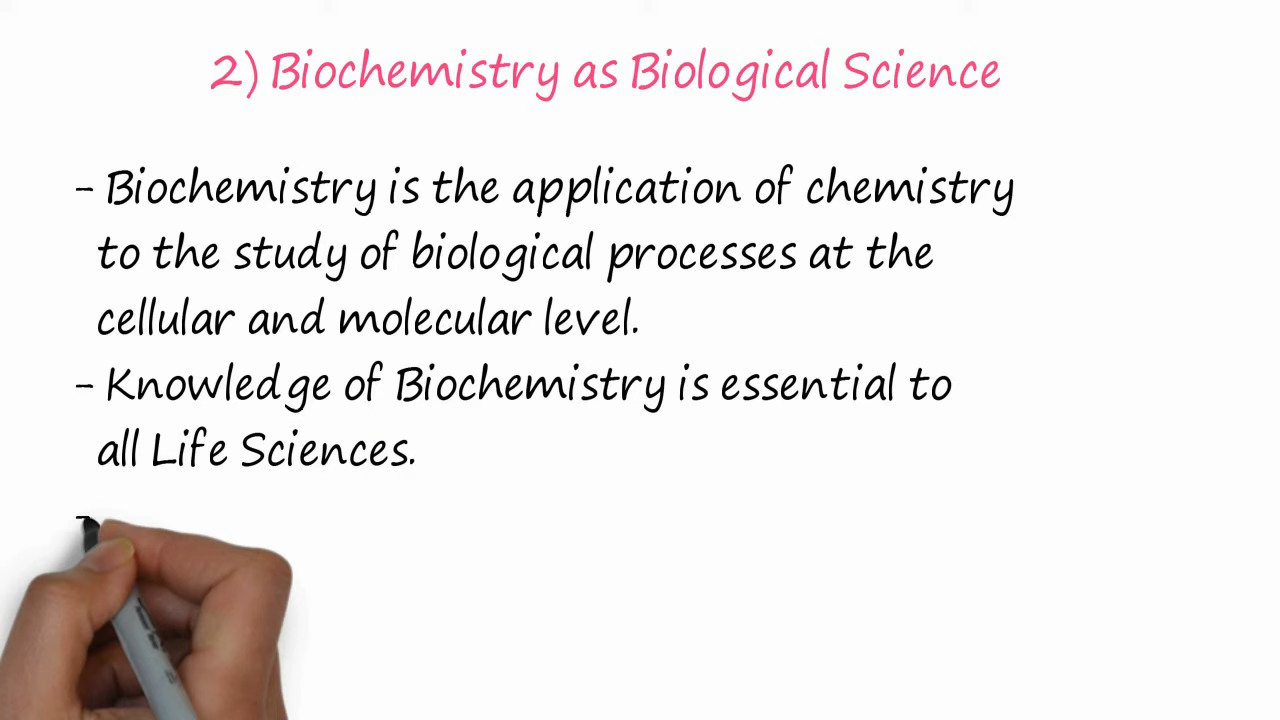 2) Biochemistry as Biological Science
- Biochemistry is the application of chemistry
to the study of biological processes at the
cellular and molecular level.
- Knowledge of Biochemistry is essential to
all Life Sciences.
-